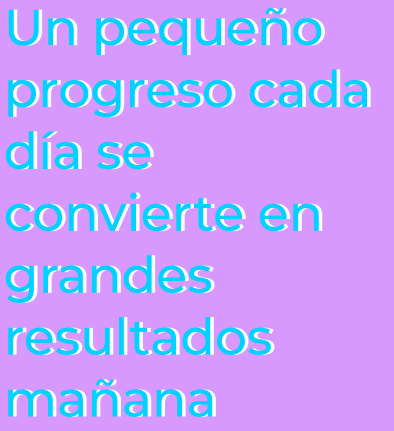 Un pequeño
progreso cada
día se
convierte en
grandes
resultados
mañana